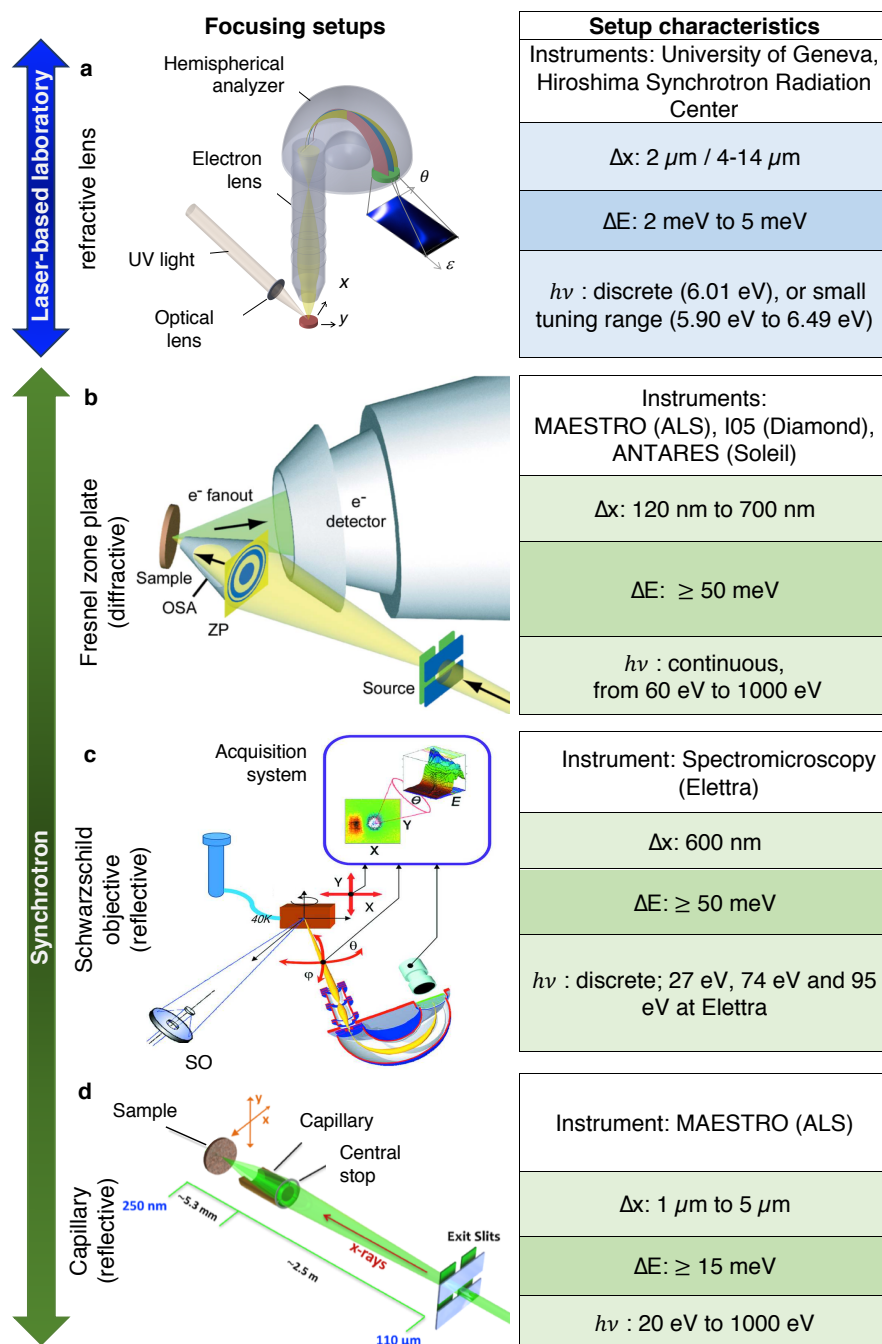 Focusing setups
Setup characteristics
Laser-based laboratory
refractive lens
a
Hemispherical
analyzer
Electron
lens
θ
ε
UV light
Optical
lens
x
y
Instruments: University of Geneva,
Hiroshima Synchrotron Radiation
Center
Δx: 2 µm / 4-14 µm
ΔE: 2 meV to 5 meV
hν : discrete (6.01 eV), or small
tuning range (5.90 eV to 6.49 eV)
Synchrotron
Fresnel zone plate
(diffractive)
b
e⁻ fanout
e⁻
detector
Sample
OSA
ZP
Source
Instruments:
MAESTRO (ALS), I05 (Diamond),
ANTARES (Soleil)
Δx: 120 nm to 700 nm
ΔE: ≥ 50 meV
hν : continuous,
from 60 eV to 1000 eV
Schwarzschild
objective
(reflective)
c
Acquisition
system
Θ
E
Y
X
Y
X
40K
θ
φ
SO
Instrument: Spectromicroscopy
(Elettra)
Δx: 600 nm
ΔE: ≥ 50 meV
hν : discrete; 27 eV, 74 eV and 95
eV at Elettra
Capillary
(reflective)
d
Sample
y
x
Capillary
Central
stop
250 nm
~5.3 mm
x-rays
Exit Slits
~2.5 m
110 µm
Instrument: MAESTRO (ALS)
Δx: 1 µm to 5 µm
ΔE: ≥ 15 meV
hν : 20 eV to 1000 eV